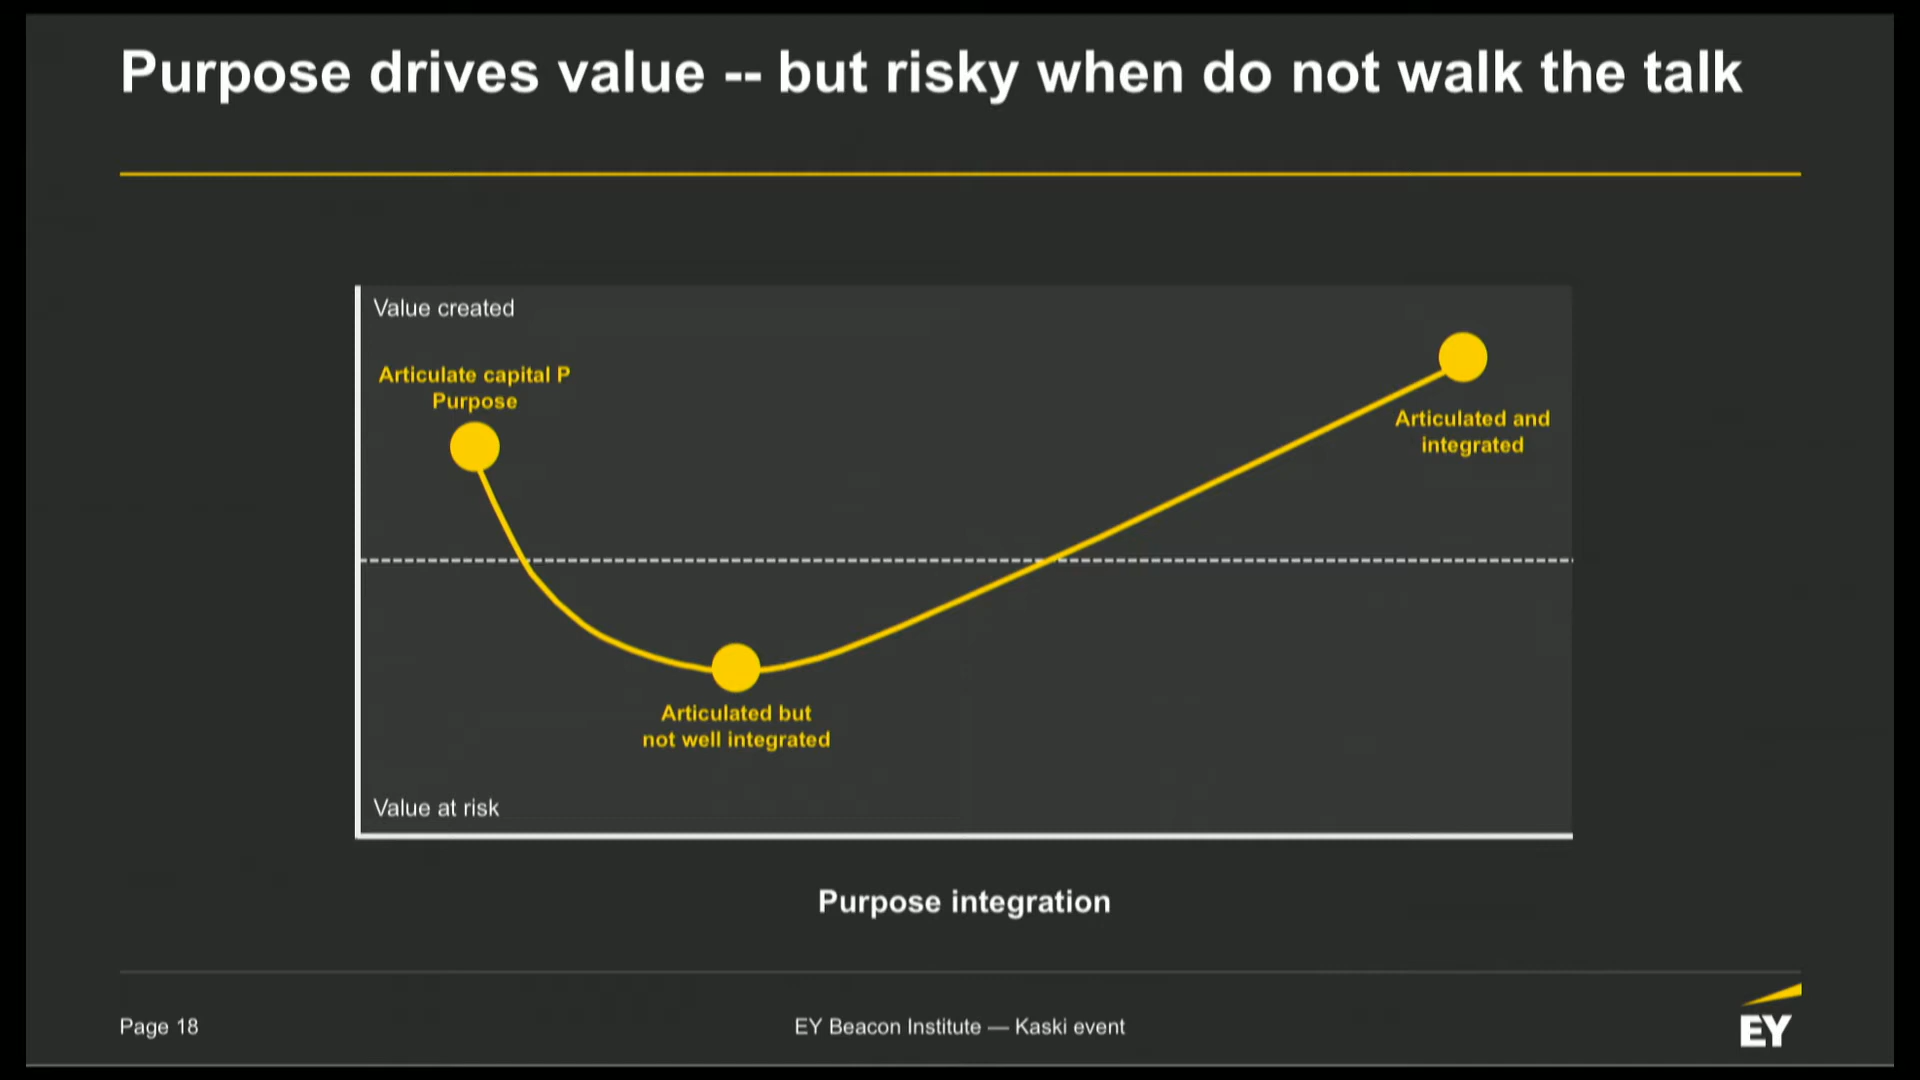 Purpose drives value -- but risky when do not walk the talk
Value created
Articulate capital P
Purpose
Articulated and
integrated
Articulated but
not well integrated
Value at risk
Purpose integration
Page 18
EY Beacon Institute — Kaski event
EY